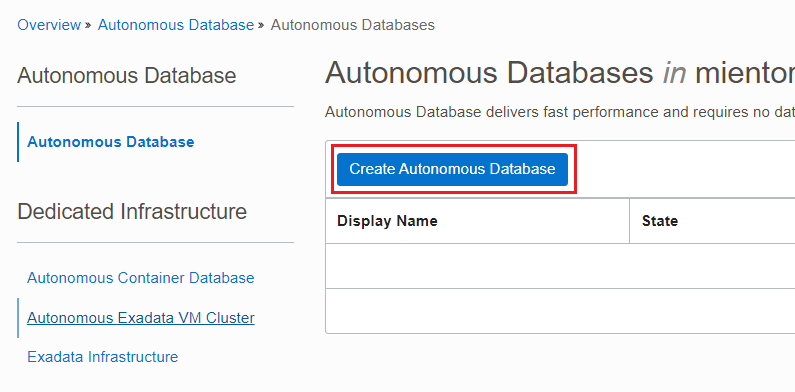 Overview » Autonomous Database » Autonomous Databases
Autonomous Database
Autonomous Database
Dedicated Infrastructure
Autonomous Container Database
Autonomous Exadata VM Cluster
Exadata Infrastructure
Autonomous Databases in mientor
Autonomous Database delivers fast performance and requires no dat
Create Autonomous Database
Display Name
State